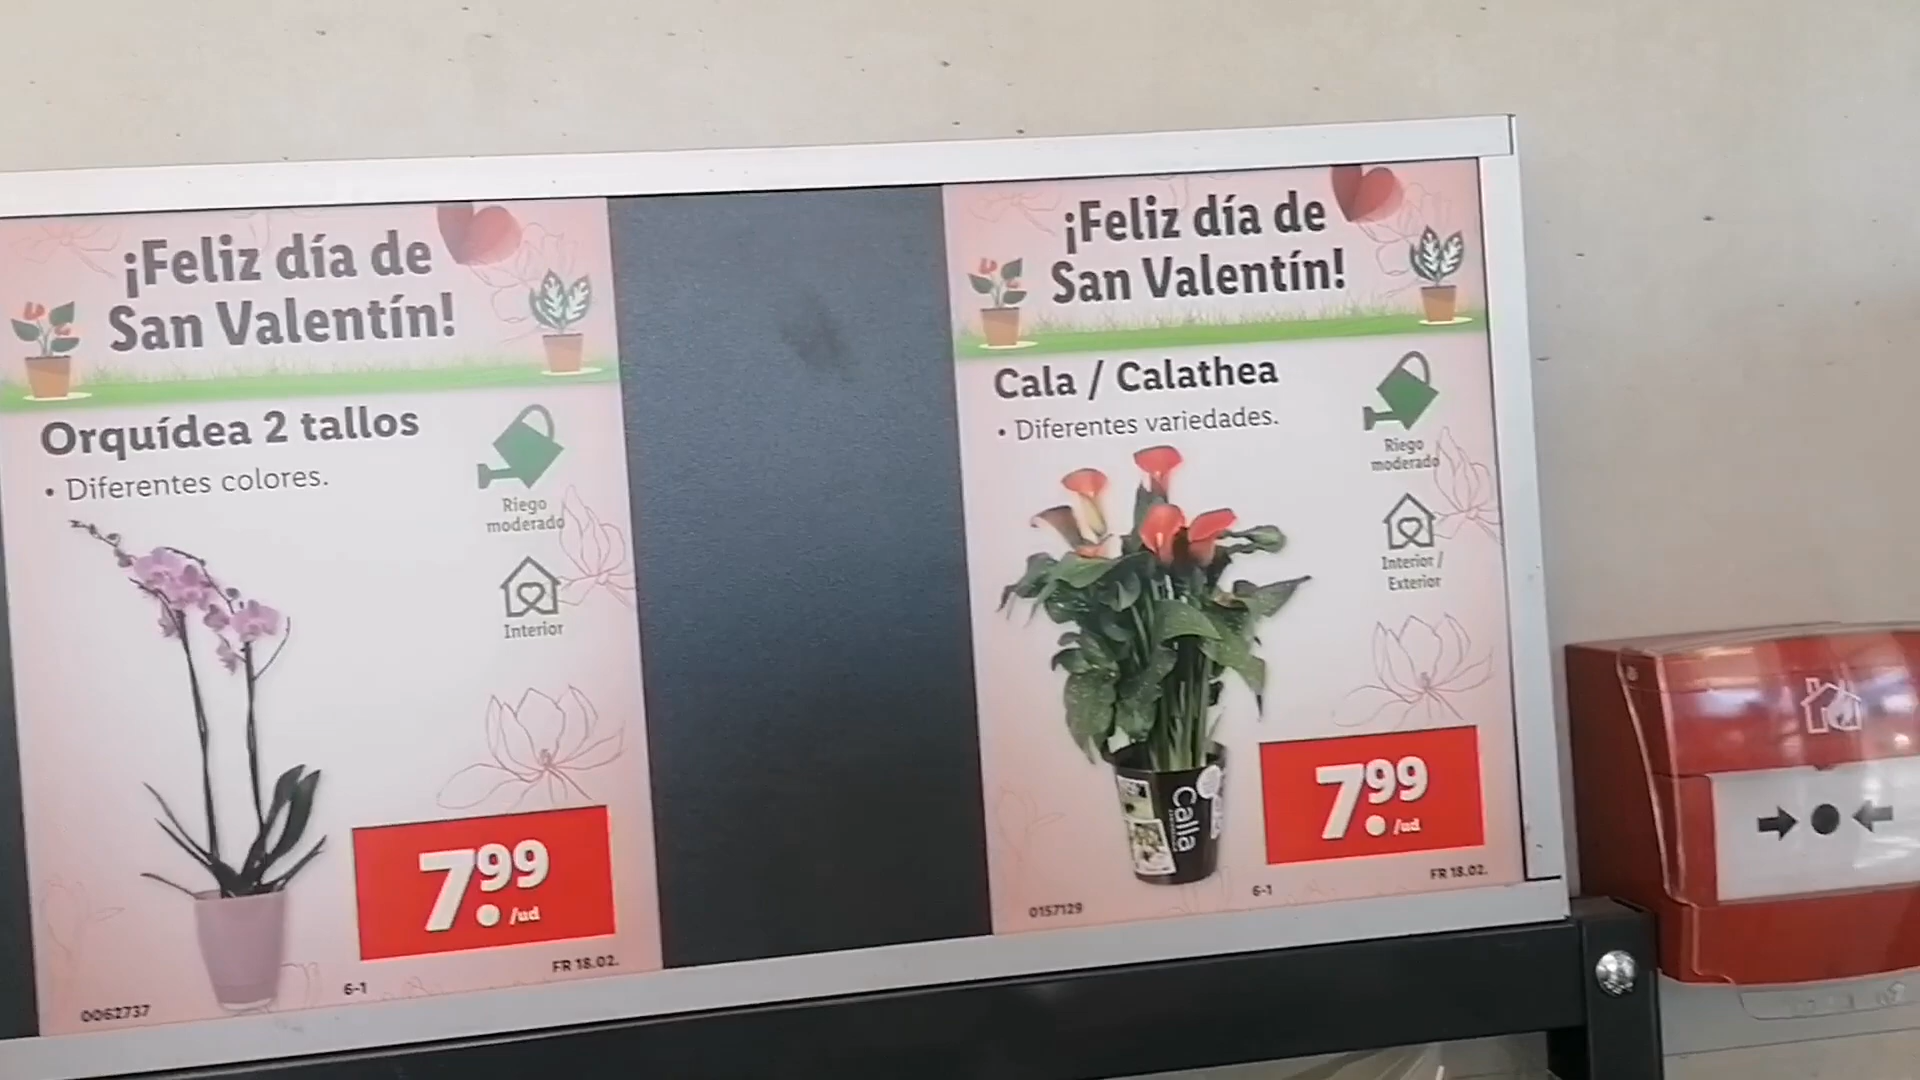 ¡Feliz día de
San Valentín!
Orquídea 2 tallos
• Diferentes colores.
Riego
moderado
Interior
7.99 /ud
FR 18.02.
6-1
0062737
¡Feliz día de
San Valentín!
Cala / Calathea
• Diferentes variedades.
Riego
moderado
Interior /
Exterior
Calla
7.99 /ud
FR 18.02.
6-1
0157129